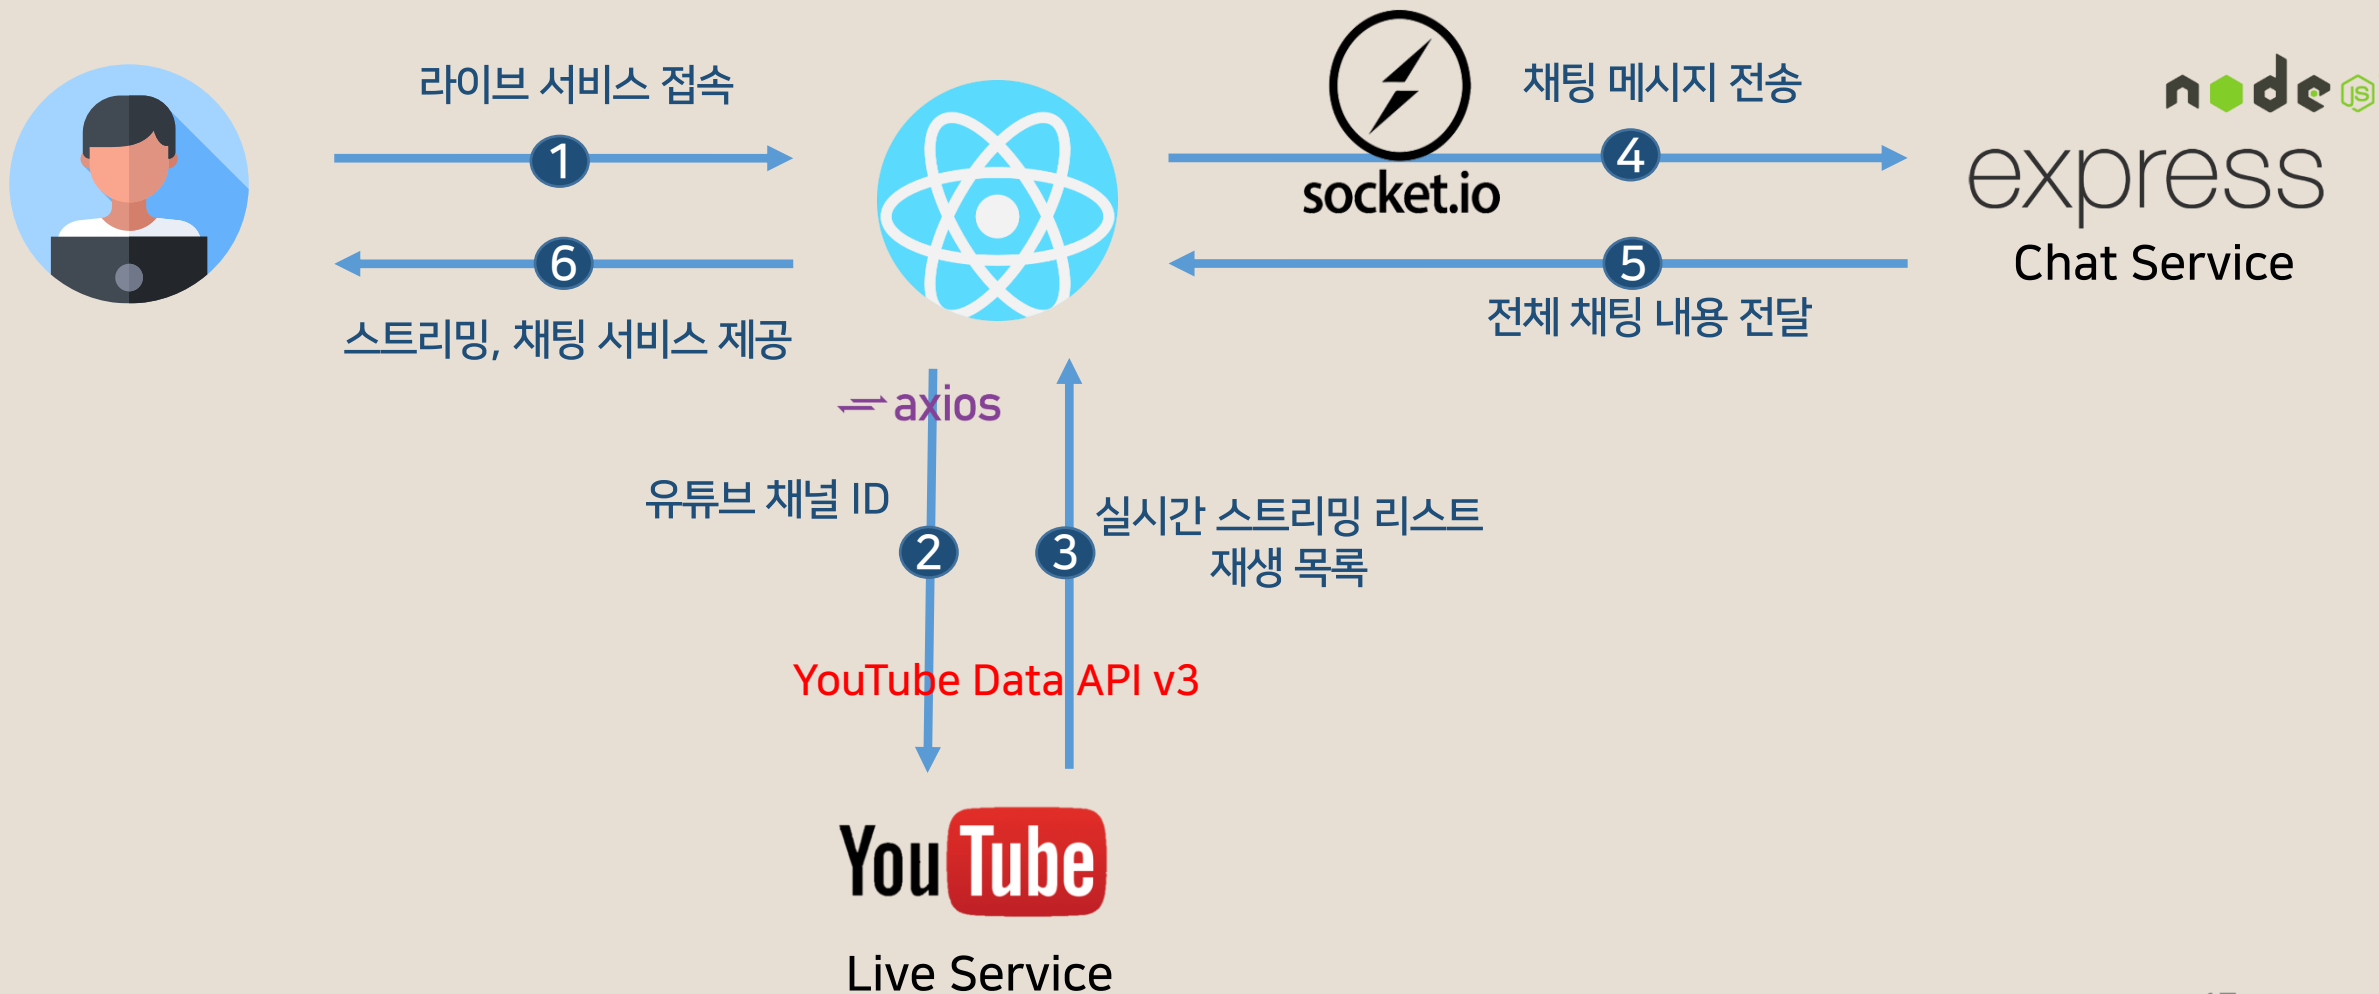 라이브 서비스 접속
1
6
스트리밍, 채팅 서비스 제공
socket.io
채팅 메시지 전송
4
5
전체 채팅 내용 전달
node JS
express
Chat Service
axios
유튜브 채널 ID
2
3
실시간 스트리밍 리스트
재생 목록
YouTube Data API v3
YouTube
Live Service